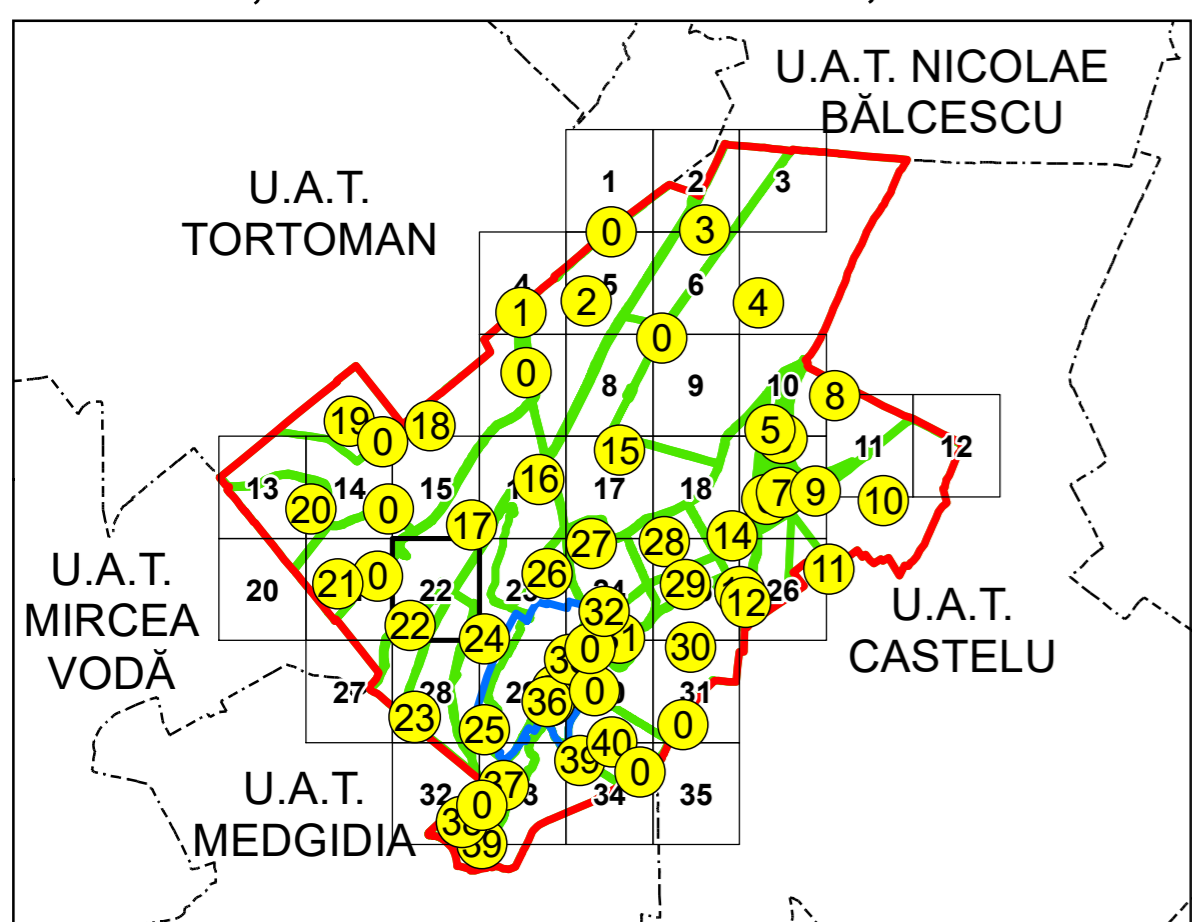 U.A.T. NICOLAE
BĂLCESCU
U.A.T.
TORTOMAN
1 2 3
0 3
4 5 6
1 2 4
0
0 8 9 10 8
19 0 18 5 11 12
15
13 14 15 16 17 18 7 9 10
20 0 17
27 28 14
U.A.T.
MIRCEA
VODĂ
20 21 0 22 26 29 12 26 11
22 24 32
U.A.T.
CASTELU
0 30
27 28 36 0 31
23 25 0
39 40 0
U.A.T.
MEDGIDIA
32 37 34 35
0
38
39